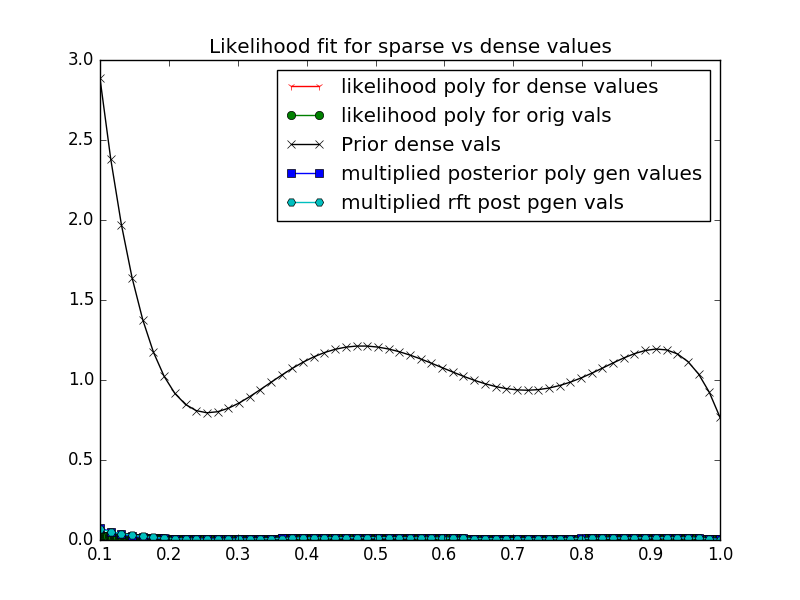 Likelihood fit for sparse vs dense values
3.0
2.5
2.0
1.5
1.0
0.5
0.0
likelihood poly for dense values
likelihood poly for orig vals
Prior dense vals
multiplied posterior poly gen values
multiplied rft post pgen vals
0.1 0.2 0.3 0.4 0.5 0.6 0.7 0.8 0.9 1.0